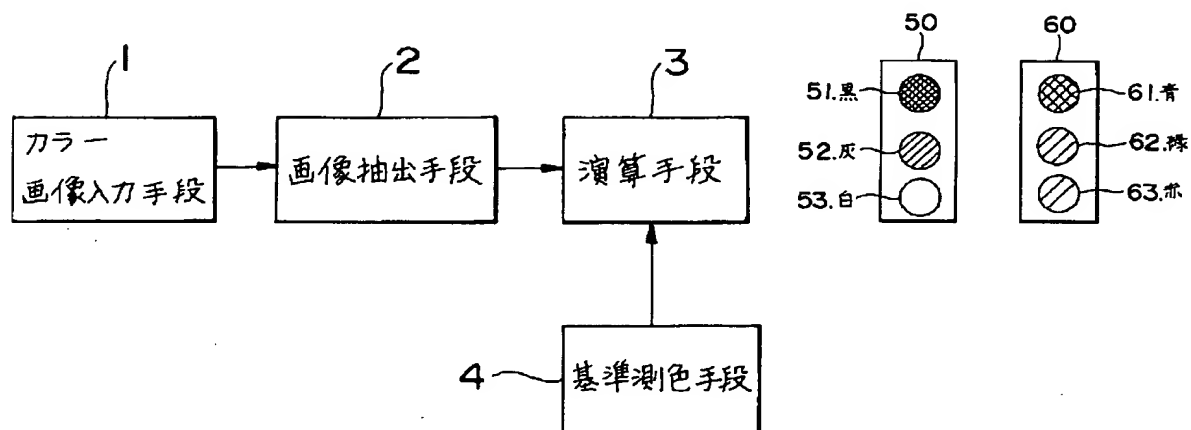 1
カラー
画像入力手段
2
画像抽出手段
3
演算手段
4
基準測色手段
50
51.黒
52.灰
53.白
60
61.青
62.緑
63.赤